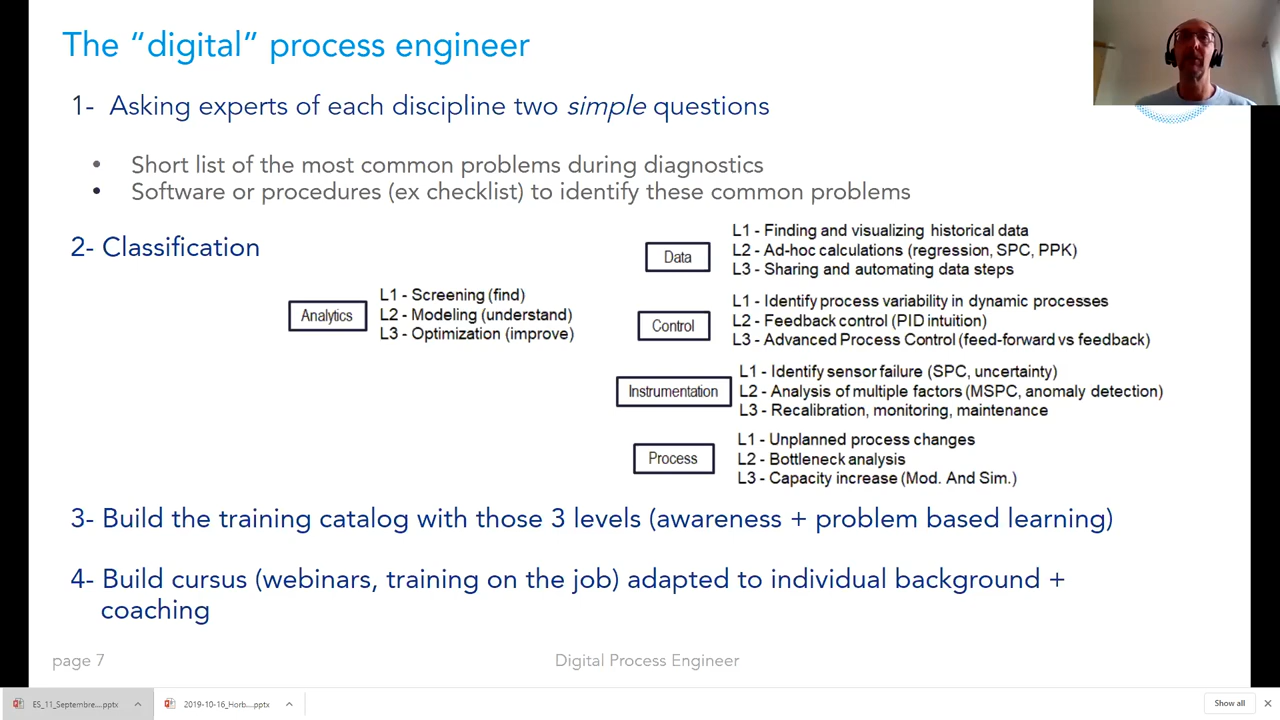 The “digital” process engineer
1- Asking experts of each discipline two simple questions
• Short list of the most common problems during diagnostics
• Software or procedures (ex checklist) to identify these common problems
2- Classification
Analytics
L1 - Screening (find)
L2 - Modeling (understand)
L3 - Optimization (improve)
Data
L1 - Finding and visualizing historical data
L2 - Ad-hoc calculations (regression, SPC, PPK)
L3 - Sharing and automating data steps
Control
L1 - Identify process variability in dynamic processes
L2 - Feedback control (PID intuition)
L3 - Advanced Process Control (feed-forward vs feedback)
Instrumentation
L1 - Identify sensor failure (SPC, uncertainty)
L2 - Analysis of multiple factors (MSPC, anomaly detection)
L3 - Recalibration, monitoring, maintenance
Process
L1 - Unplanned process changes
L2 - Bottleneck analysis
L3 - Capacity increase (Mod. And Sim.)
3- Build the training catalog with those 3 levels (awareness + problem based learning)
4- Build cursus (webinars, training on the job) adapted to individual background +
coaching
page 7
Digital Process Engineer
ES_11_Septembre....pptx
2019-10-16_Horb....pptx
Show all